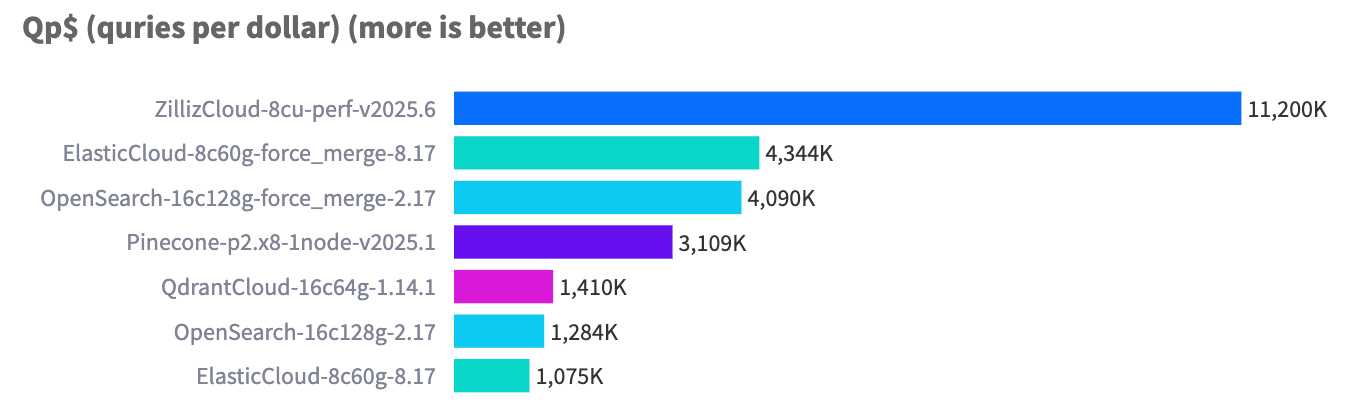 Qp$ (quries per dollar) (more is better)
ZillizCloud-8cu-perf-v2025.6 11,200K
ElasticCloud-8c60g-force_merge-8.17 4,344K
OpenSearch-16c128g-force_merge-2.17 4,090K
Pinecone-p2.x8-1node-v2025.1 3,109K
QdrantCloud-16c64g-1.14.1 1,410K
OpenSearch-16c128g-2.17 1,284K
ElasticCloud-8c60g-8.17 1,075K